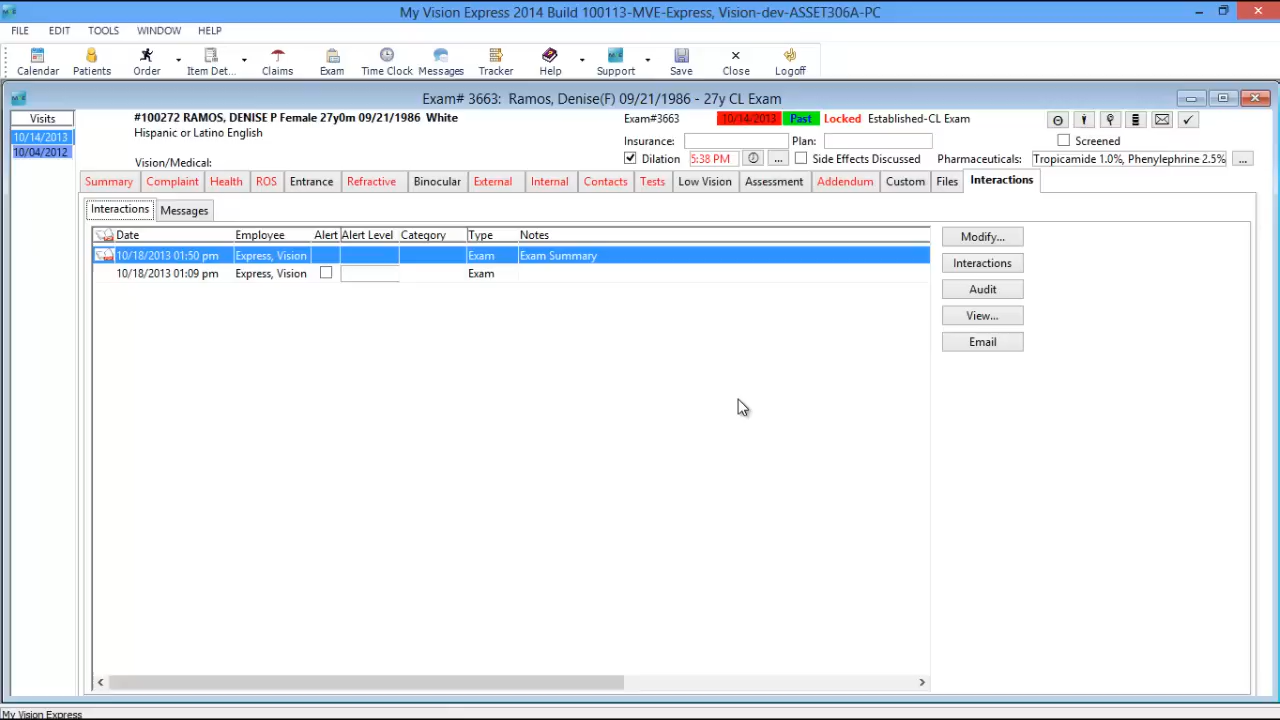 My Vision Express 2014 Build 100113-MVE-Express, Vision-dev-ASSET306A-PC
FILE EDIT TOOLS WINDOW HELP
Calendar Patients Order Item Det... Claims Exam Time Clock Messages Tracker Help Support Save Close Logoff
Exam# 3663: Ramos, Denise(F) 09/21/1986 - 27y CL Exam
Visits
10/14/2013
10/04/2012
#100272 RAMOS, DENISE P Female 27y0m 09/21/1986 White
Hispanic or Latino English
Vision/Medical:
Exam#3663 10/14/2013 Past Locked Established-CL Exam
Insurance: Plan: Screened
Dilation 5:38 PM ... Side Effects Discussed Pharmaceuticals: Tropicamide 1.0%, Phenylephrine 2.5% ...
Summary Complaint Health ROS Entrance Refractive Binocular External Internal Contacts Tests Low Vision Assessment Addendum Custom Files Interactions
Interactions Messages
Date Employee Alert Alert Level Category Type Notes
10/18/2013 01:50 pm Express, Vision Exam Exam Summary
10/18/2013 01:09 pm Express, Vision Exam
Modify...
Interactions
Audit
View...
Email
My Vision Express